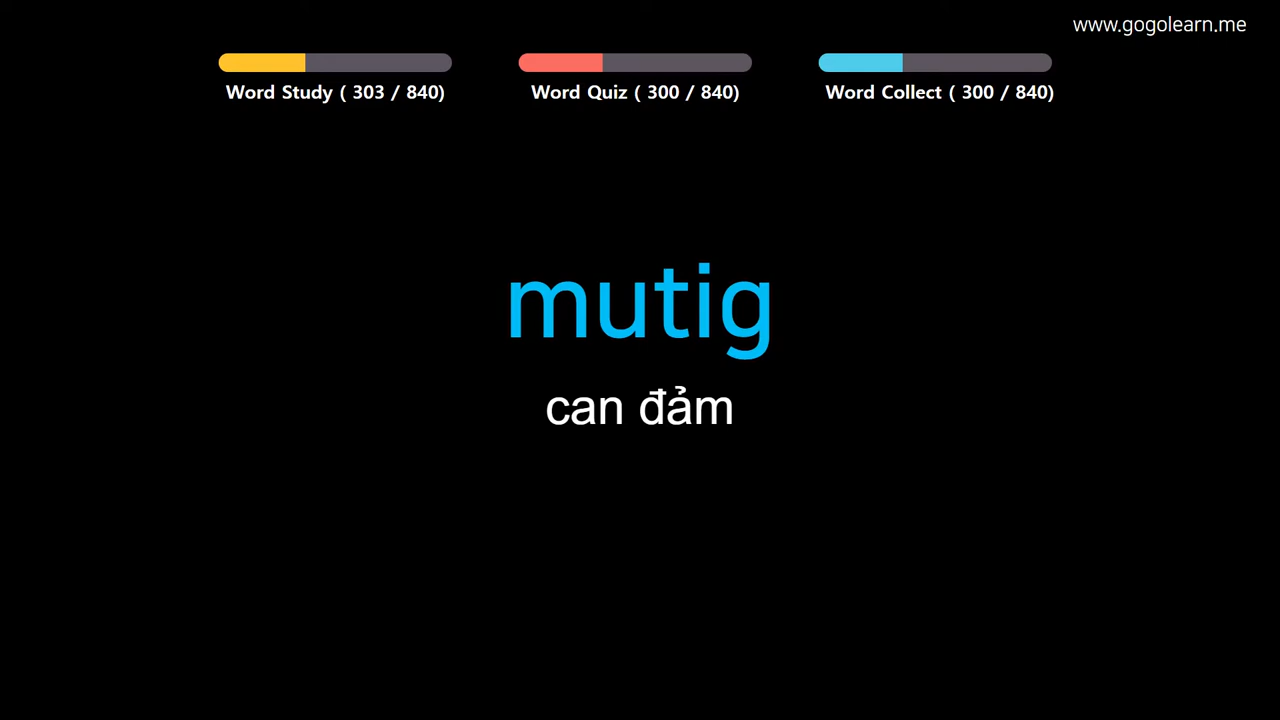 www.gogolearn.me
Word Study ( 303 / 840)
Word Quiz ( 300 / 840)
Word Collect ( 300 / 840)
mutig
can đảm